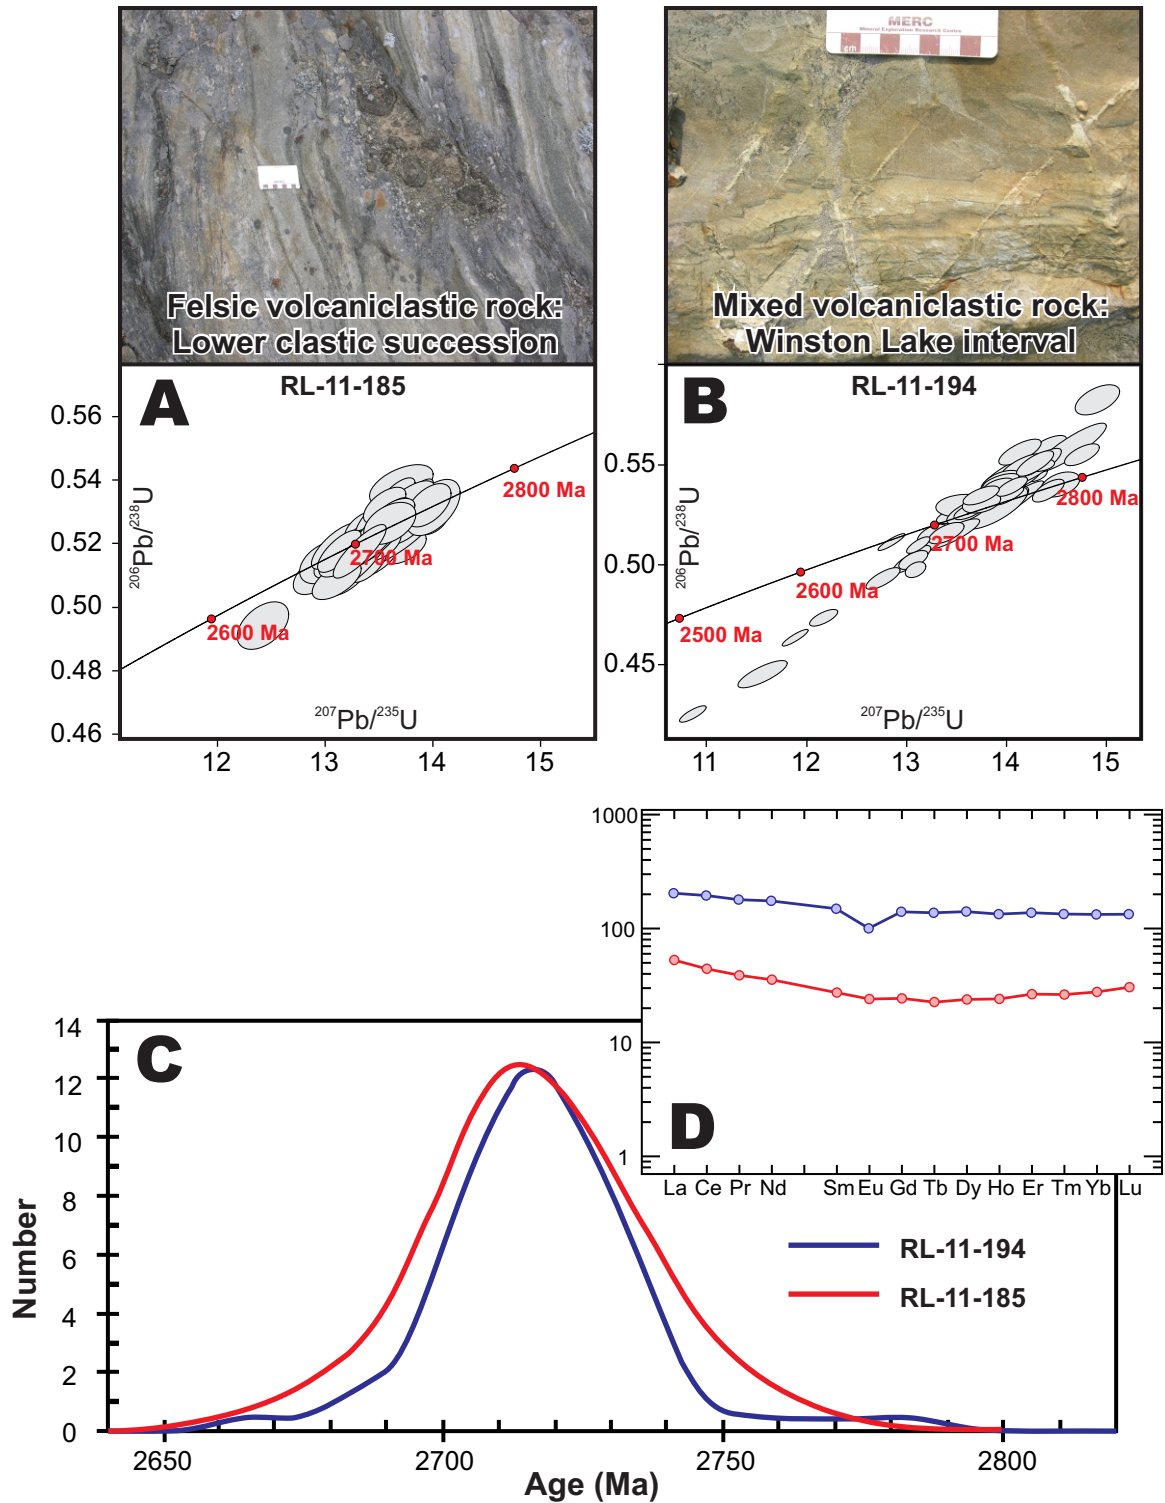 MERC
Mineral Exploration Research Centre
cm
Felsic volcaniclastic rock:
Lower clastic succession
Mixed volcaniclastic rock:
Winston Lake interval
A
RL-11-185
0.56
0.54
0.52
0.50
0.48
0.46
206Pb/238U
2800 Ma
2700 Ma
2600 Ma
207Pb/235U
12
13
14
15
B
RL-11-194
0.55
0.50
0.45
206Pb/238U
2800 Ma
2700 Ma
2600 Ma
2500 Ma
207Pb/235U
11
12
13
14
15
1000
100
10
1
D
La Ce Pr Nd Sm Eu Gd Tb Dy Ho Er Tm Yb Lu
C
14
12
10
8
6
4
2
0
Number
RL-11-194
RL-11-185
2650
2700
2750
2800
Age (Ma)